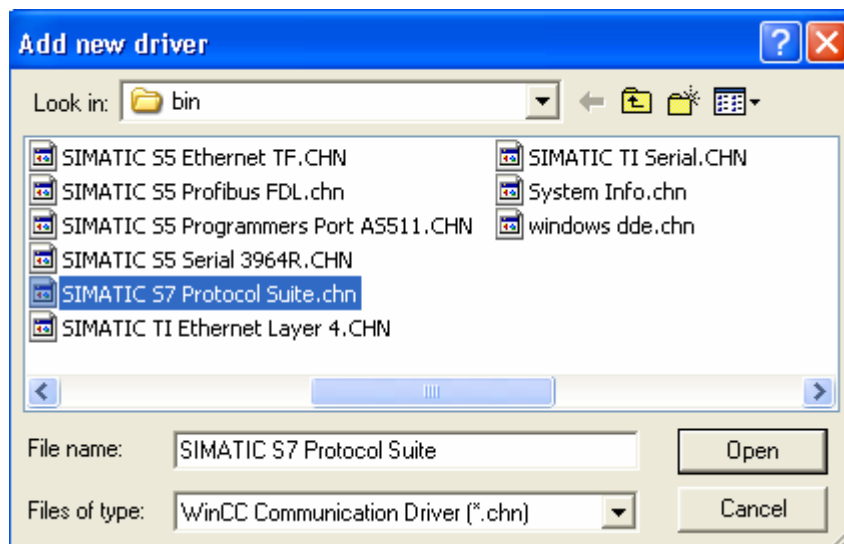 Add new driver
Look in: bin
SIMATIC S5 Ethernet TF.CHN
SIMATIC S5 Profibus FDL.chn
SIMATIC S5 Programmers Port AS511.CHN
SIMATIC S5 Serial 3964R.CHN
SIMATIC S7 Protocol Suite.chn
SIMATIC TI Ethernet Layer 4.CHN
SIMATIC TI Serial.CHN
System Info.chn
windows dde.chn
File name: SIMATIC S7 Protocol Suite
Open
Files of type: WinCC Communication Driver (*.chn)
Cancel